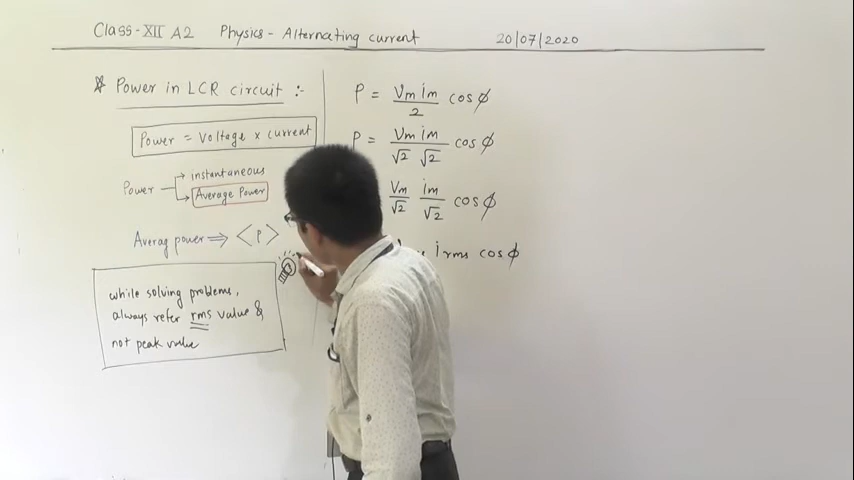 Class-XII A2 Physics - Alternating current 20/07/2020
☆ Power in LCR circuit :-
Power = Voltage × current
Power → instantaneous
→ Average Power
Averag power ⇒ <P>
while solving problems,
always refer rms value &
not peak value
P = Vm im / 2 cos ϕ
P = Vm im / √2 √2 cos ϕ
Vm / √2 im / √2 cos ϕ
i rms cos ϕ